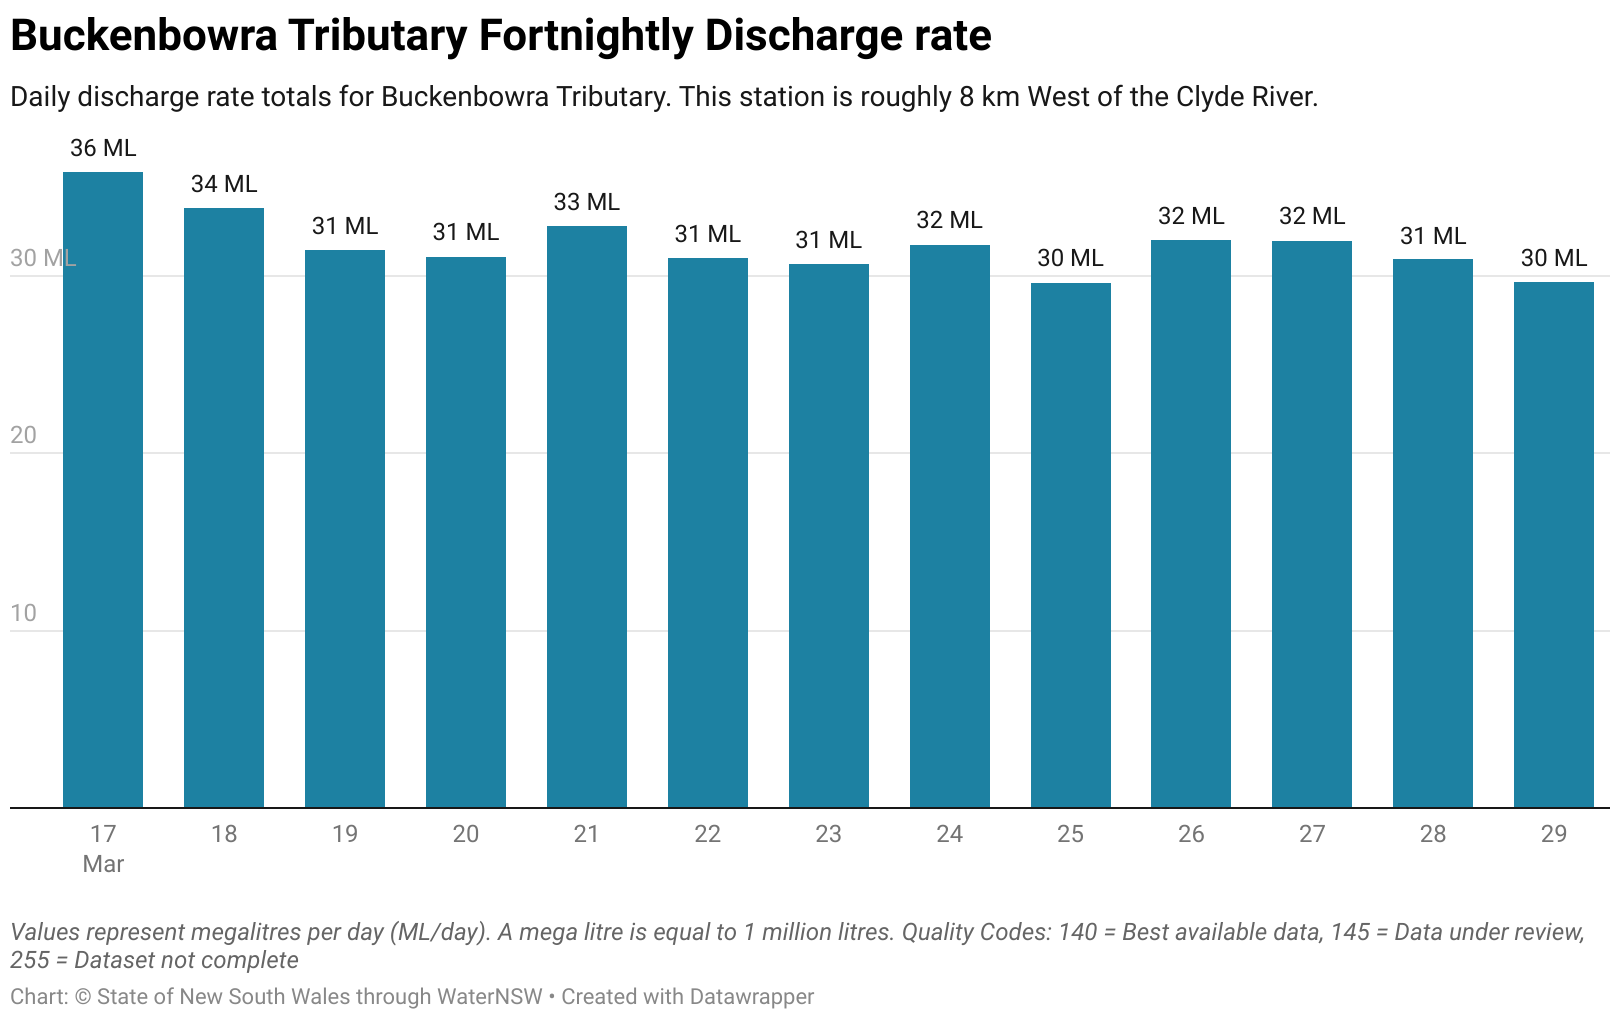 Buckenbowra Tributary Fortnightly Discharge rate
Daily discharge rate totals for Buckenbowra Tributary. This station is roughly 8 km West of the Clyde River.
36 ML
34 ML
31 ML
31 ML
33 ML
31 ML
31 ML
32 ML
30 ML
32 ML
32 ML
31 ML
30 ML
30 ML
20
10
17 18 19 20 21 22 23 24 25 26 27 28 29
Mar
Values represent megalitres per day (ML/day). A mega litre is equal to 1 million litres. Quality Codes: 140 = Best available data, 145 = Data under review,
255 = Dataset not complete
Chart: © State of New South Wales through WaterNSW • Created with Datawrapper